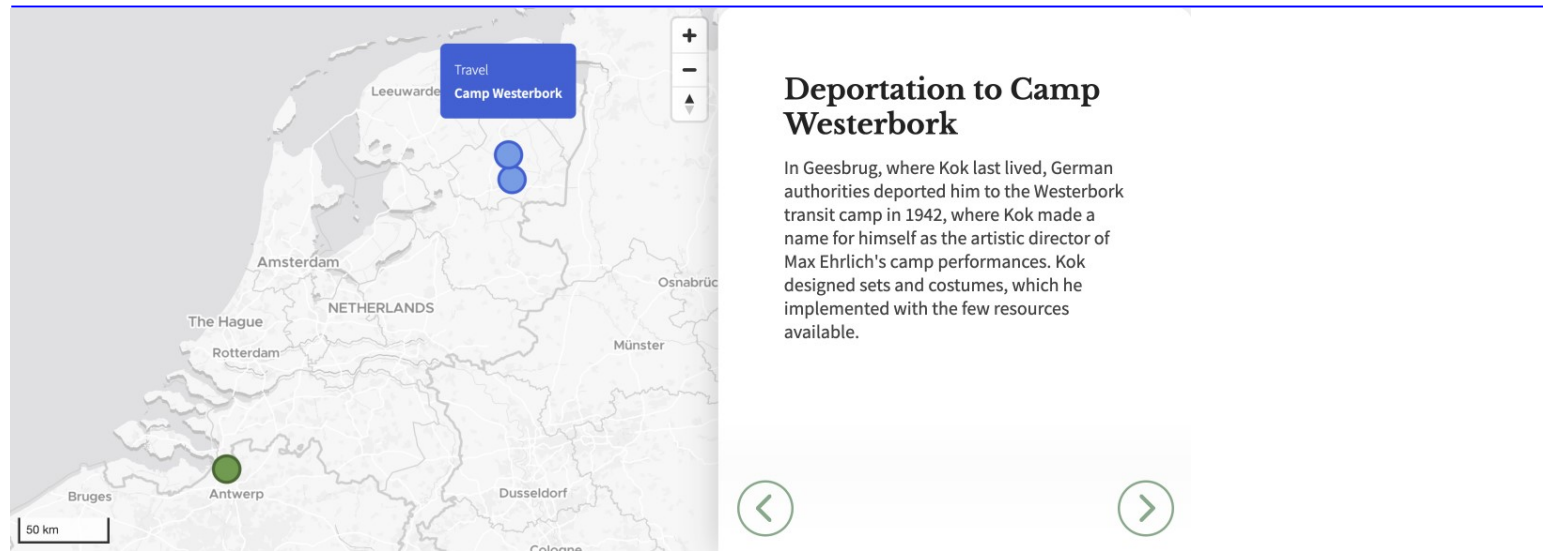 Travel
Camp Westerbork
Leeuwarde
Amsterdam
Osnabrüc
NETHERLANDS
The Hague
Münster
Rotterdam
Bruges
Antwerp
Dusseldorf
50 km
Cologne
Deportation to Camp
Westerbork
In Geesbrug, where Kok last lived, German
authorities deported him to the Westerbork
transit camp in 1942, where Kok made a
name for himself as the artistic director of
Max Ehrlich's camp performances. Kok
designed sets and costumes, which he
implemented with the few resources
available.